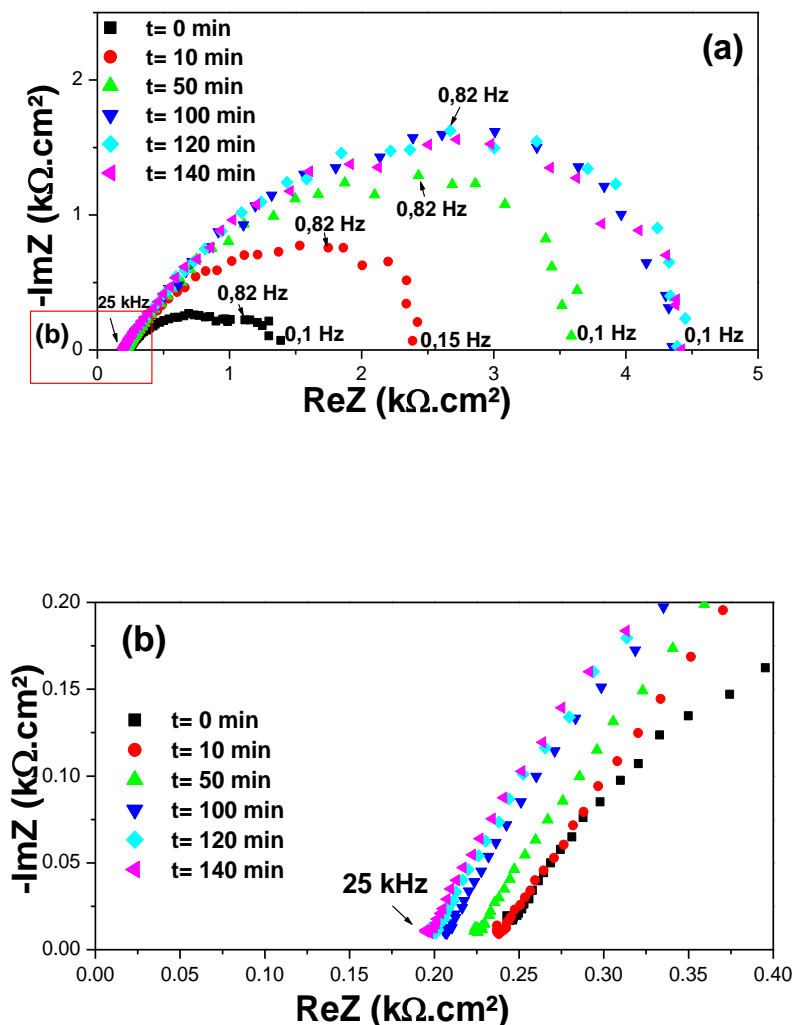 (a)
t= 0 min
t= 10 min
t= 50 min
t= 100 min
t= 120 min
t= 140 min
0,82 Hz
0,82 Hz
0,82 Hz
0,82 Hz
25 kHz
(b)
0,1 Hz
0,15 Hz
0,1 Hz
0,1 Hz
2
1
0
0 1 2 3 4 5
-ImZ (kΩ.cm²)
ReZ (kΩ.cm²)
(b)
t= 0 min
t= 10 min
t= 50 min
t= 100 min
t= 120 min
t= 140 min
25 kHz
0.20
0.15
0.10
0.05
0.00
0.00 0.05 0.10 0.15 0.20 0.25 0.30 0.35 0.40
-ImZ (kΩ.cm²)
ReZ (kΩ.cm²)